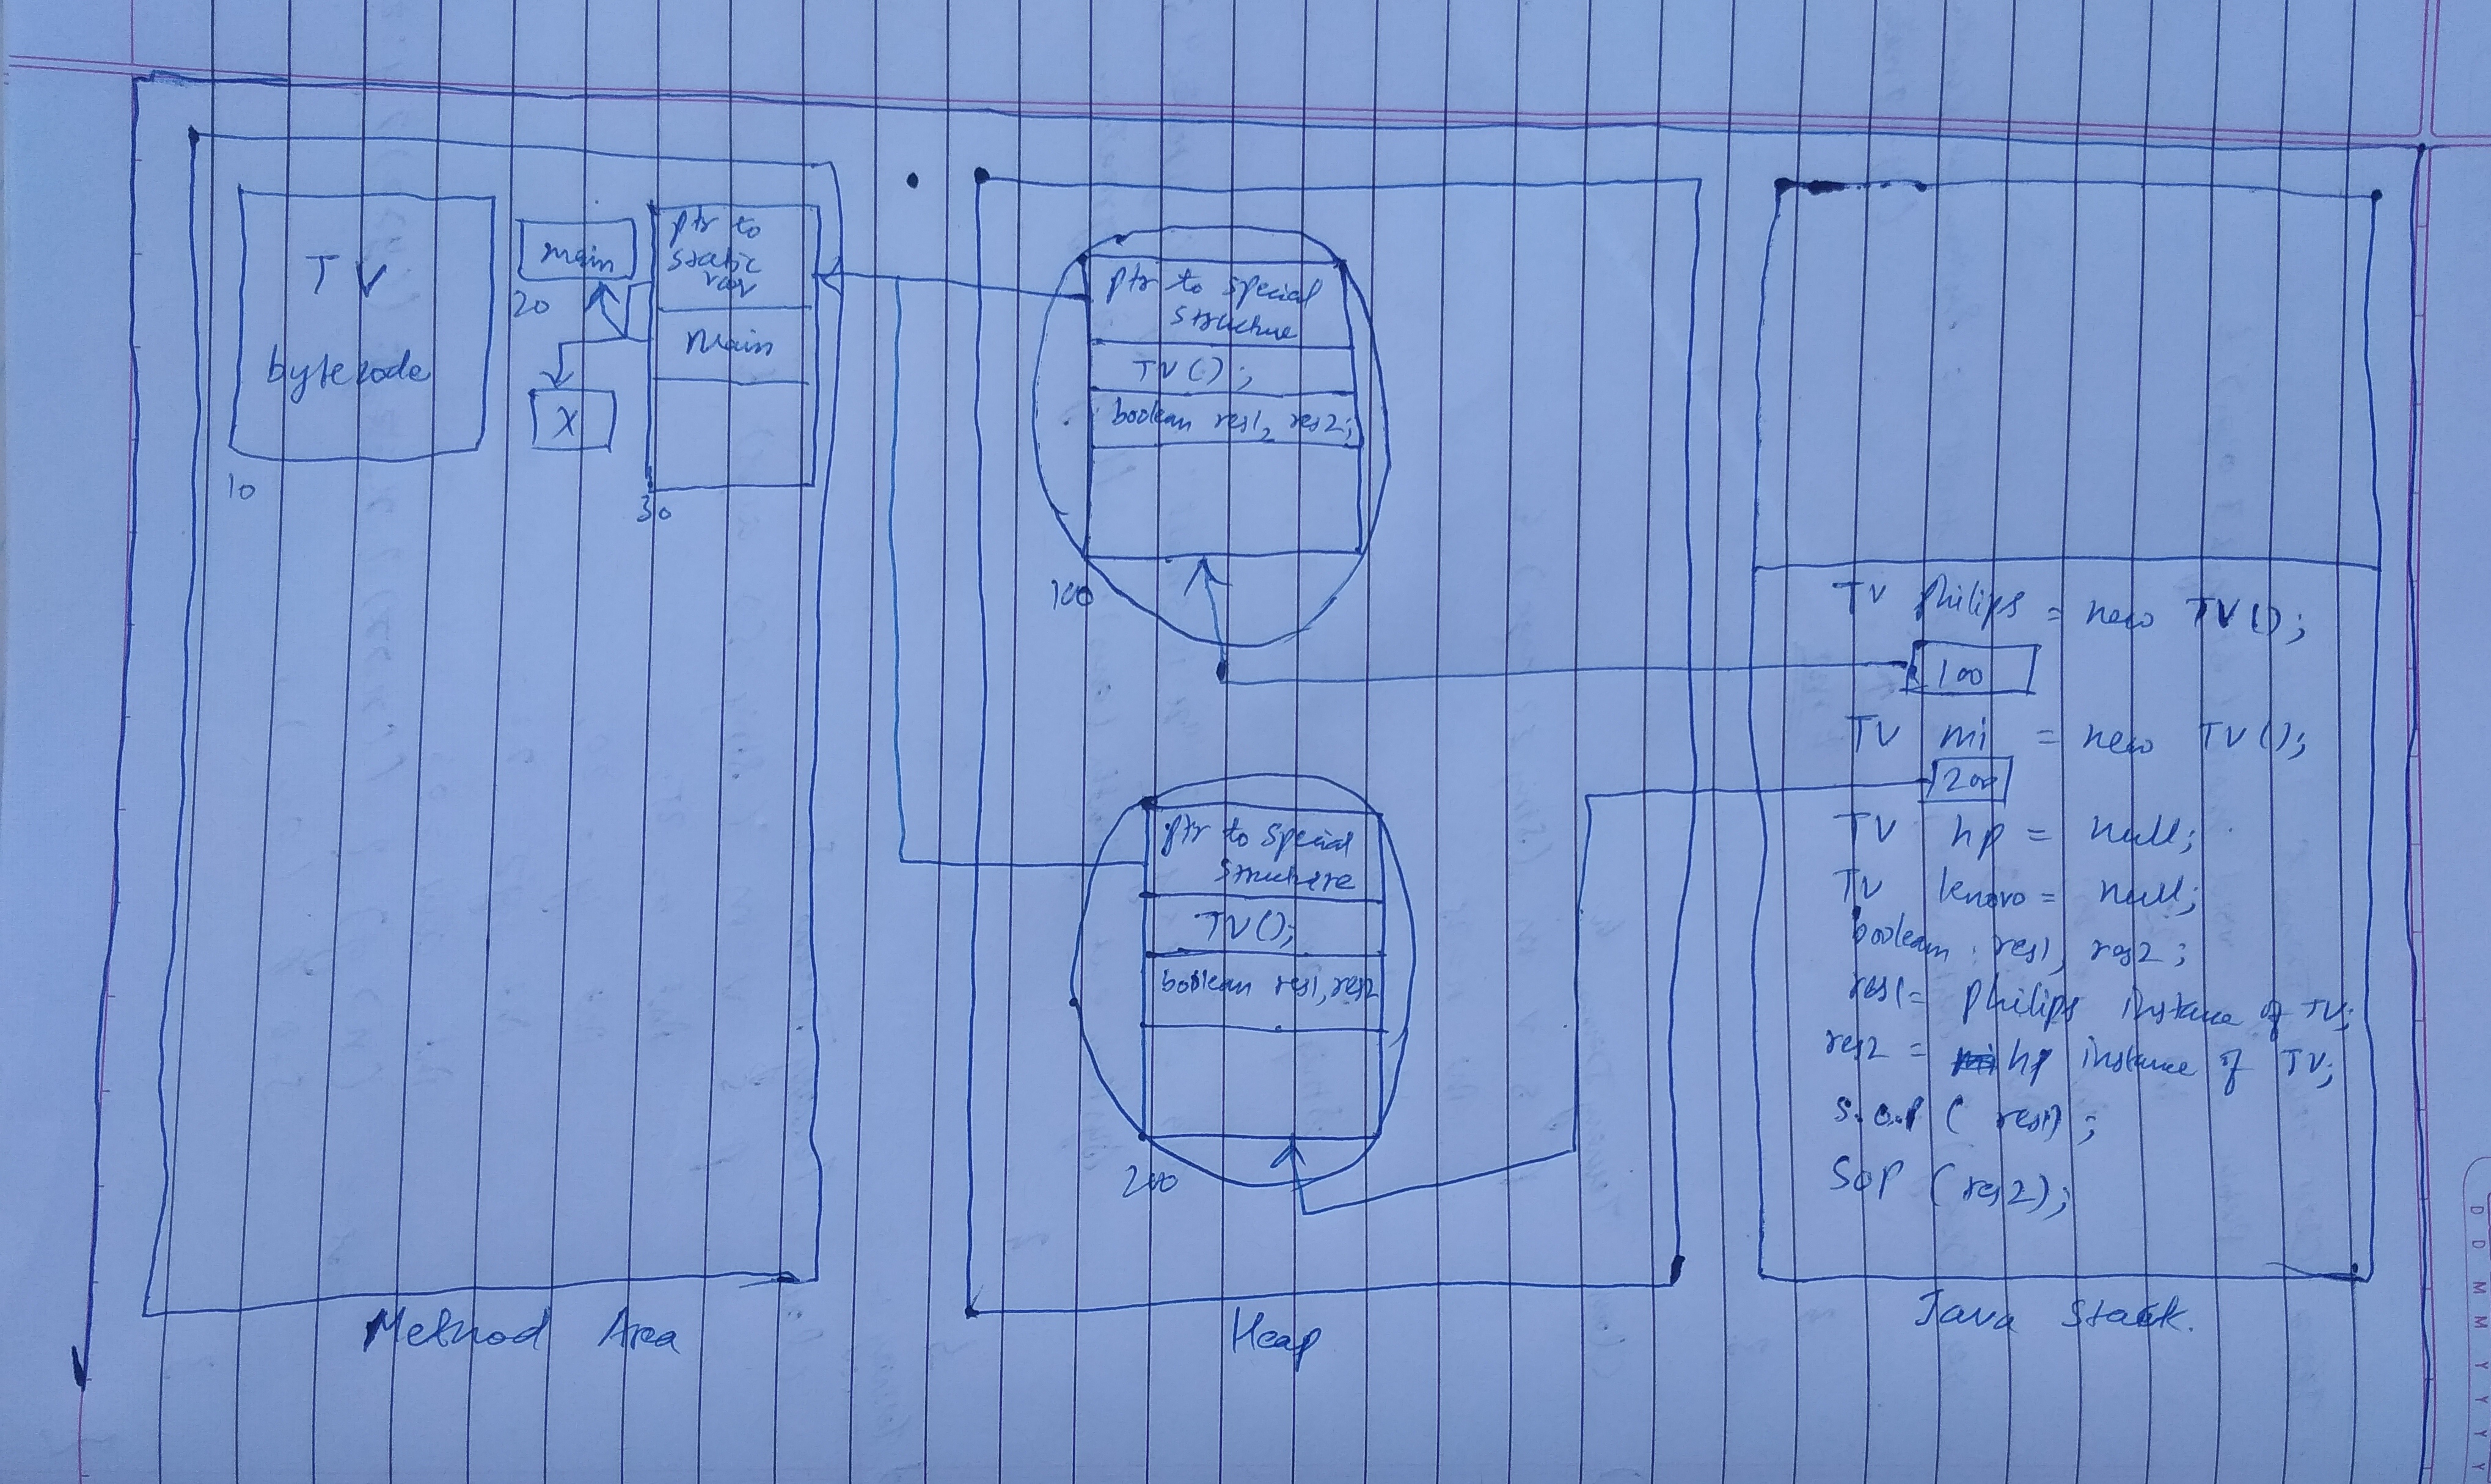 TV
bytecode
10
main
20
X
ptr to
static
var
main
30
ptr to special
structure
TV();
boolean res1, res2;
100
ptr to special
structure
TV();
boolean res1, res2
200
TV philips = new TV();
100
TV mi = new TV();
200
TV hp = null;
TV = null;
boolean res1, res2;
res1= philips instance of TV;
res2 = hp instance of TV;
S.o.p ( res1);
SOP (res2);
Method Area
Heap
Java Stack.
D D M M Y Y Y Y